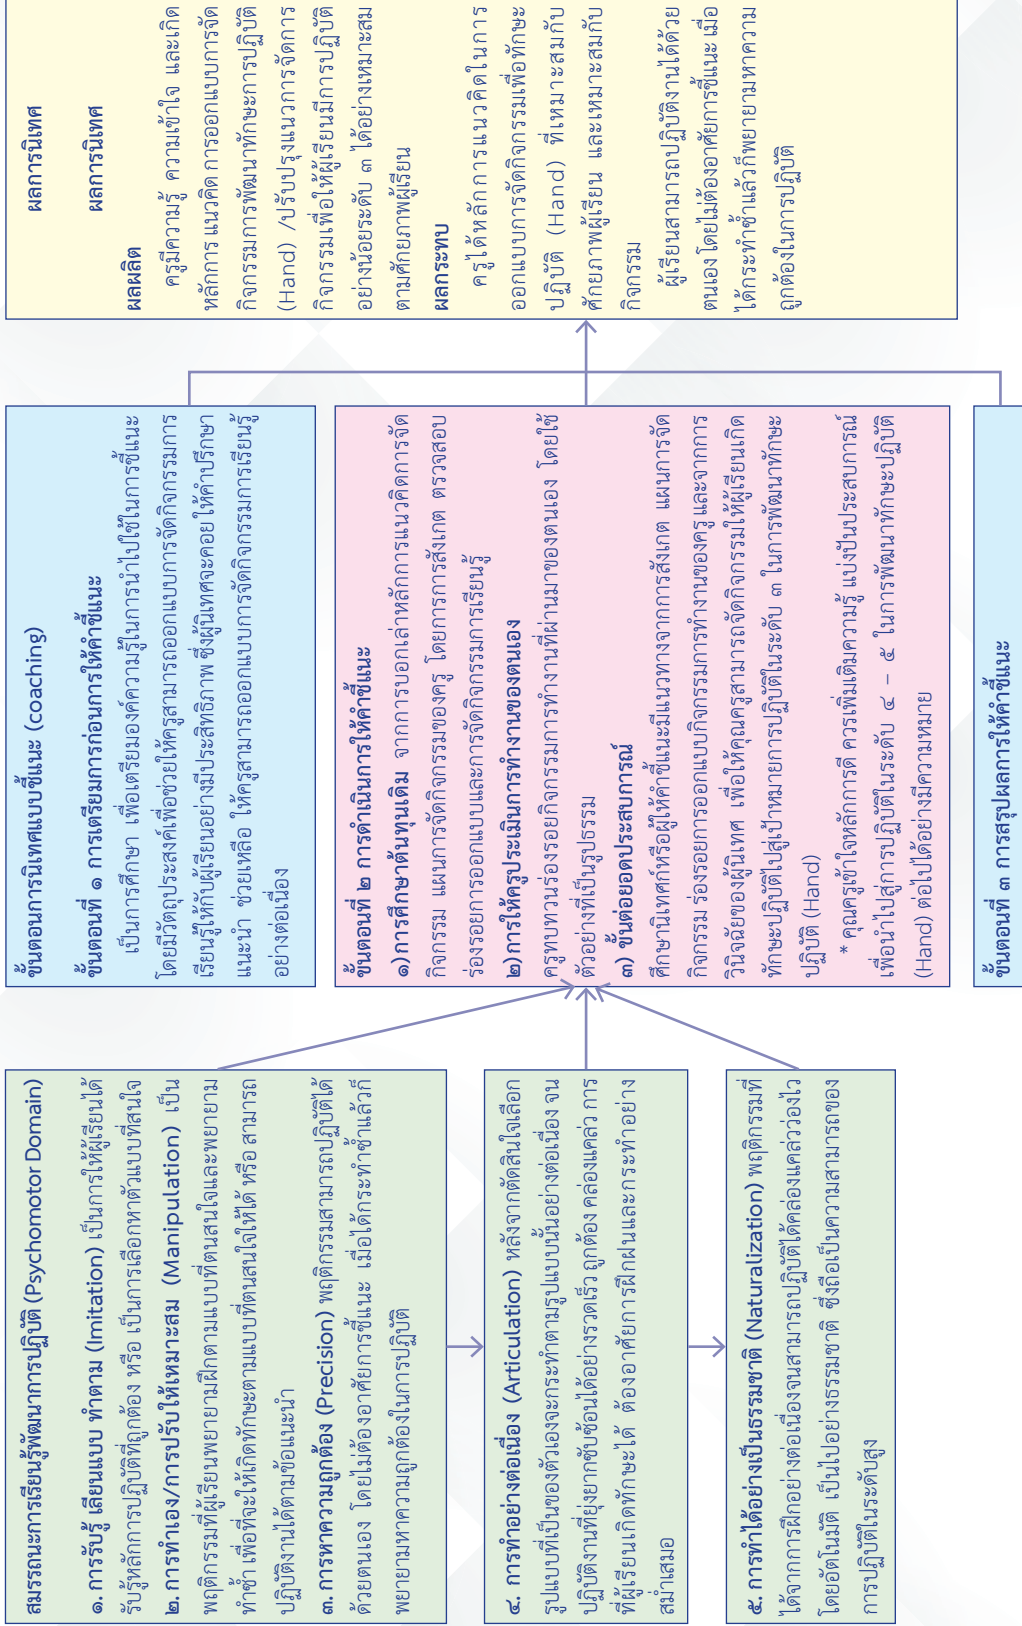 สมรรถนะการเรียนรู้พัฒนาการปฏิบัติ (Psychomotor Domain)
๑. การรับรู้ เลียนแบบ ทำตาม (Imitation) เป็นการให้ผู้เรียนได้
รับรู้หลักการปฏิบัติที่ถูกต้อง หรือ เป็นการเลือกหาตัวแบบที่สนใจ
๒. การทำเอง/การปรับให้เหมาะสม (Manipulation) เป็น
พฤติกรรมที่ผู้เรียนพยายามฝึกตามแบบที่ตนสนใจและพยายาม
ทำซ้ำ เพื่อที่จะให้เกิดทักษะตามแบบที่ตนสนใจให้ได้ หรือ สามารถ
ปฏิบัติงานได้ตามข้อแนะนำ
๓. การหาความถูกต้อง (Precision) พฤติกรรมสามารถปฏิบัติได้
ด้วยตนเอง โดยไม่ต้องอาศัยการชี้แนะ เมื่อได้กระทำซ้ำแล้วก็
พยายามหาความถูกต้องในการปฏิบัติ
๔. การทำอย่างต่อเนื่อง (Articulation) หลังจากตัดสินใจเลือก
รูปแบบที่เป็นของตัวเองจะกระทำตามรูปแบบนั้นอย่างต่อเนื่อง จน
ปฏิบัติงานที่ยุ่งยากซับซ้อนได้อย่างรวดเร็ว ถูกต้อง คล่องแคล่ว การ
ที่ผู้เรียนเกิดทักษะได้ ต้องอาศัยการฝึกฝนและกระทำอย่าง
สม่ำเสมอ
๕. การทำได้อย่างเป็นธรรมชาติ (Naturalization) พฤติกรรมที่
ได้จากการฝึกอย่างต่อเนื่องจนสามารถปฏิบัติได้คล่องแคล่วว่องไว
โดยอัตโนมัติ เป็นไปอย่างธรรมชาติ ซึ่งถือเป็นความสามารถของ
การปฏิบัติในระดับสูง
ขั้นตอนการนิเทศแบบชี้แนะ (coaching)
ขั้นตอนที่ ๑ การเตรียมการก่อนการให้คำชี้แนะ
เป็นการศึกษา เพื่อเตรียมองค์ความรู้ในการนำไปใช้ในการชี้แนะ
โดยมีวัตถุประสงค์เพื่อช่วยให้ครูสามารถออกแบบการจัดกิจกรรมการ
เรียนรู้ให้กับผู้เรียนอย่างมีประสิทธิภาพ ซึ่งผู้นิเทศจะคอย ให้คำปรึกษา
แนะนำ ช่วยเหลือ ให้ครูสามารถออกแบบการจัดกิจกรรมการเรียนรู้
อย่างต่อเนื่อง
ขั้นตอนที่ ๒ การดำเนินการให้คำชี้แนะ
๑) การศึกษาต้นทุนเดิม จากการบอกเล่าหลักการแนวคิดการจัด
กิจกรรม แผนการจัดกิจกรรมของครู โดยการการสังเกต ตรวจสอบ
ร่องรอยการออกแบบและการจัดกิจกรรมการเรียนรู้
๒) การให้ครูประเมินการทำงานของตนเอง
ครูทบทวนร่องรอยกิจกรรมการทำงานที่ผ่านมาของตนเอง โดยใช้
ตัวอย่างที่เป็นรูปธรรม
๓) ขั้นต่อยอดประสบการณ์
ศึกษานิเทศก์หรือผู้ให้คำชี้แนะมีแนวทางจากการสังเกต แผนการจัด
กิจกรรม ร่องรอยการออกแบบกิจกรรมการทำงานของครู และจากการ
วินิจฉัยของผู้นิเทศ เพื่อให้คุณครูสามารถจัดกิจกรรมให้ผู้เรียนเกิด
ทักษะปฏิบัติไปสู่เป้าหมายการปฏิบัติในระดับ ๓ ในการพัฒนาทักษะ
ปฏิบัติ (Hand)
* คุณครูเข้าใจหลักการดี ควรเพิ่มเติมความรู้ แบ่งปันประสบการณ์
เพื่อนำไปสู่การปฏิบัติในระดับ ๔ – ๕ ในการพัฒนาทักษะปฏิบัติ
(Hand) ต่อไปได้อย่างมีความหมาย
ขั้นตอนที่ ๓ การสรุปผลการให้คำชี้แนะ
ผลการนิเทศ
ผลการนิเทศ
ผลผลิต
ครูมีความรู้ ความเข้าใจ และเกิด
หลักการ แนวคิด การออกแบบการจัด
กิจกรรมการพัฒนาทักษะการปฏิบัติ
(Hand) /ปรับปรุงแนวการจัดการ
กิจกรรมเพื่อให้ผู้เรียนมีการปฏิบัติ
อย่างน้อยระดับ ๓ ได้อย่างเหมาะสม
ตามศักยภาพผู้เรียน
ผลกระทบ
ครูได้หลักการแนวคิดในการ
ออกแบบการจัดกิจกรรมเพื่อทักษะ
ปฏิบัติ (Hand) ที่เหมาะสมกับ
ศักยภาพผู้เรียน และเหมาะสมกับ
กิจกรรม
ผู้เรียนสามารถปฏิบัติงานได้ด้วย
ตนเอง โดยไม่ต้องอาศัยการชี้แนะ เมื่อ
ได้กระทำซ้ำแล้วก็พยายามหาความ
ถูกต้องในการปฏิบัติ